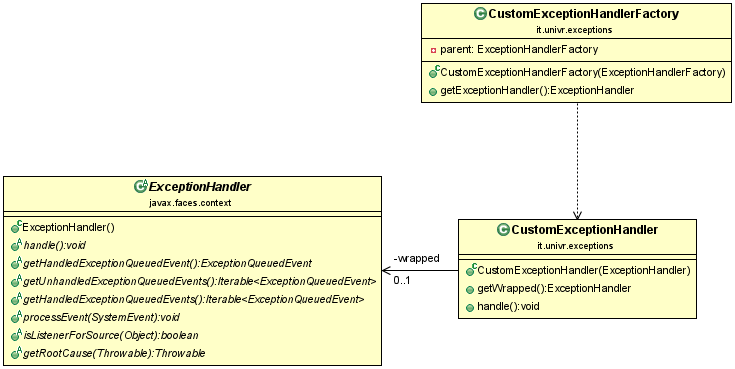 CustomExceptionHandlerFactory
it.univr.exceptions
parent: ExceptionHandlerFactory
CustomExceptionHandlerFactory(ExceptionHandlerFactory)
getExceptionHandler():ExceptionHandler
ExceptionHandler
javax.faces.context
ExceptionHandler()
handle():void
getHandledExceptionQueuedEvent():ExceptionQueuedEvent
getUnhandledExceptionQueuedEvents():Iterable<ExceptionQueuedEvent>
getHandledExceptionQueuedEvents():Iterable<ExceptionQueuedEvent>
processEvent(SystemEvent):void
isListenerForSource(Object):boolean
getRootCause(Throwable):Throwable
-wrapped
0..1
CustomExceptionHandler
it.univr.exceptions
CustomExceptionHandler(ExceptionHandler)
getWrapped():ExceptionHandler
handle():void